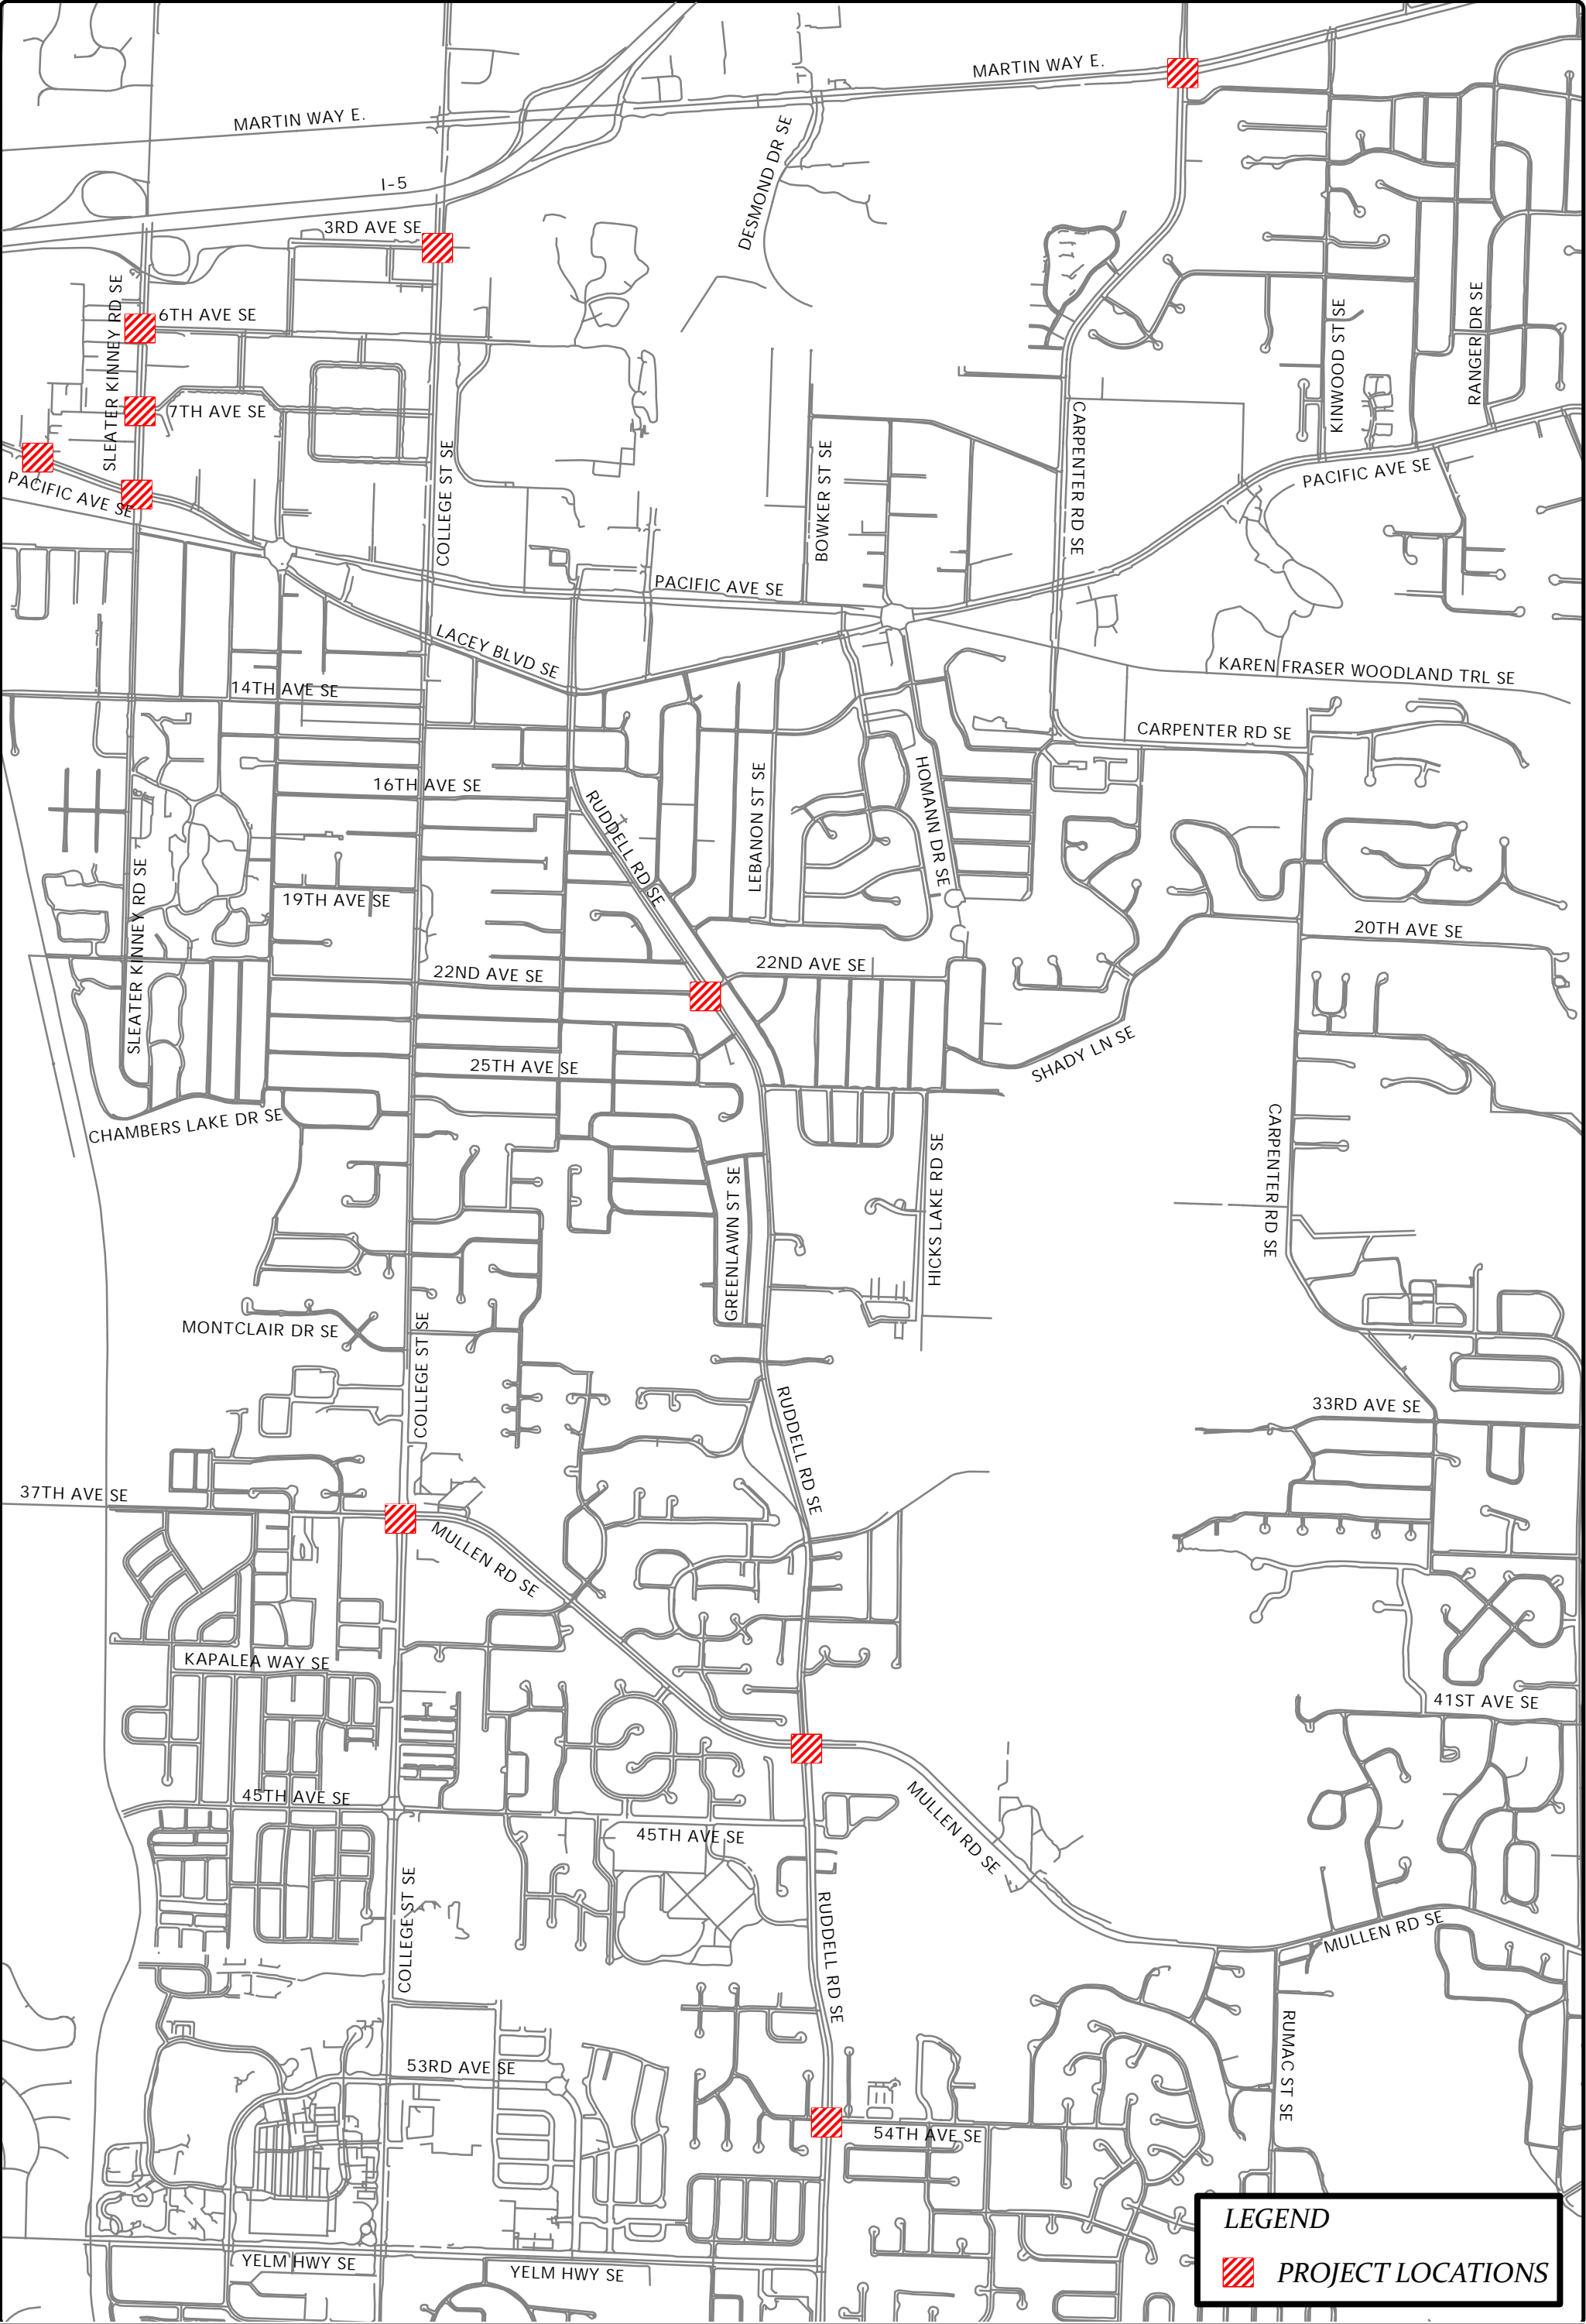 MARTIN WAY E.
MARTIN WAY E.
I-5
DESMOND DR SE
3RD AVE SE
SLEATER KINNEY RD SE
6TH AVE SE
7TH AVE SE
KINWOOD ST SE
RANGER DR SE
CARPENTER RD SE
COLLEGE ST SE
BOWKER ST SE
PACIFIC AVE SE
PACIFIC AVE SE
PACIFIC AVE SE
LACEY BLVD SE
KAREN FRASER WOODLAND TRL SE
14TH AVE SE
CARPENTER RD SE
16TH AVE SE
RUDDELL RD SE
LEBANON ST SE
HOMANN DR SE
SLEATER KINNEY RD SE
19TH AVE SE
20TH AVE SE
22ND AVE SE
22ND AVE SE
25TH AVE SE
SHADY LN SE
CHAMBERS LAKE DR SE
GREENLAWN ST SE
HICKS LAKE RD SE
CARPENTER RD SE
MONTCLAIR DR SE
COLLEGE ST SE
RUDDELL RD SE
33RD AVE SE
37TH AVE SE
MULLEN RD SE
KAPALEA WAY SE
41ST AVE SE
45TH AVE SE
45TH AVE SE
MULLEN RD SE
COLLEGE ST SE
RUDDELL RD SE
MULLEN RD SE
RUMAC ST SE
53RD AVE SE
54TH AVE SE
YELM HWY SE
YELM HWY SE
LEGEND
PROJECT LOCATIONS